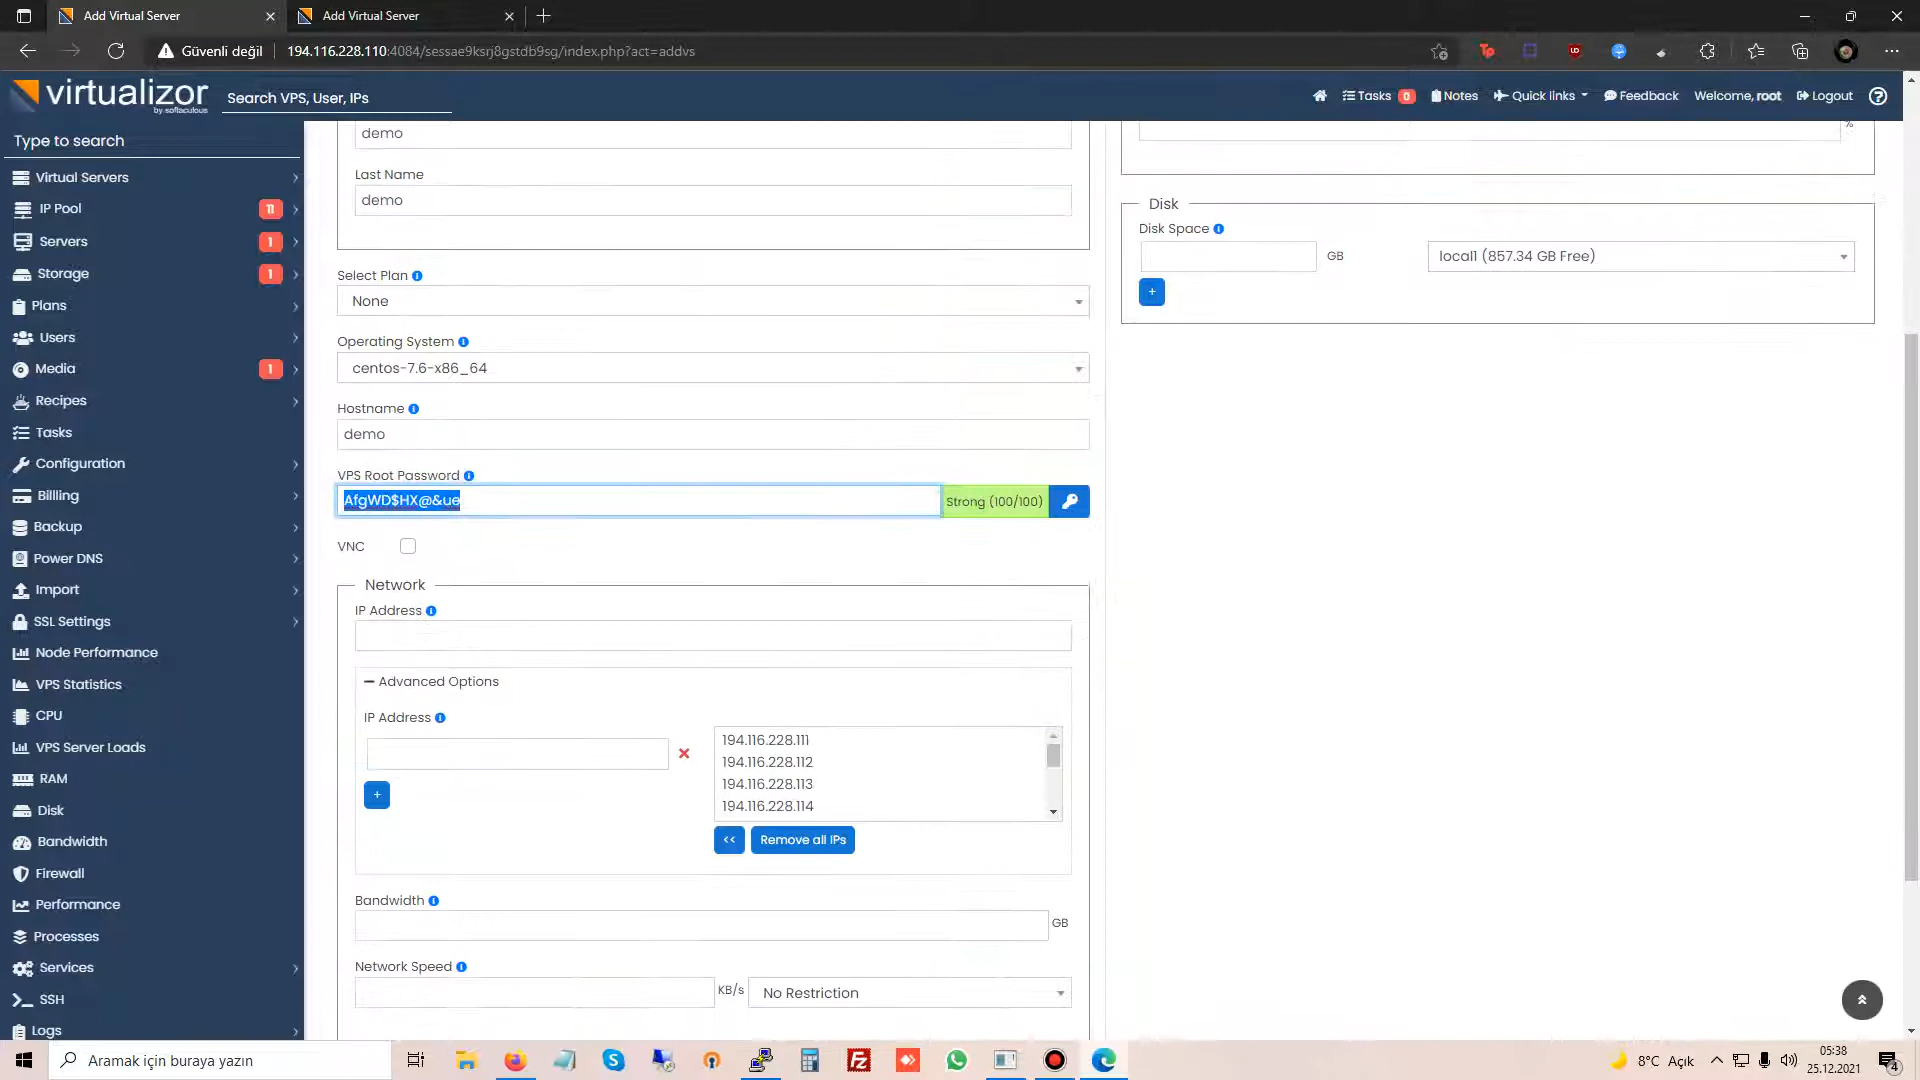 Add Virtual Server
Add Virtual Server
Güvenli değil
194.116.228.110:4084/sessae9ksrj8gstdb9sg/index.php?act=addvs
virtualizor
by softaculous
Search VPS, User, IPs
Tasks 0
Notes
Quick links
Feedback
Welcome, root
Logout
Type to search
Virtual Servers
IP Pool 11
Servers 1
Storage 1
Plans
Users
Media 1
Recipes
Tasks
Configuration
Billing
Backup
Power DNS
Import
SSL Settings
Node Performance
VPS Statistics
CPU
VPS Server Loads
RAM
Disk
Bandwidth
Firewall
Performance
Processes
Services
SSH
Logs
demo
Last Name
demo
Select Plan
None
Operating System
centos-7.6-x86_64
Hostname
demo
VPS Root Password
AfgWD$HX@&ue
Strong (100/100)
VNC
Network
IP Address
Advanced Options
IP Address
194.116.228.111
194.116.228.112
194.116.228.113
194.116.228.114
+
<<
Remove all IPs
Bandwidth
GB
Network Speed
KB/s
No Restriction
%
Disk
Disk Space
GB
local1 (857.34 GB Free)
+
Aramak için buraya yazın
8°C Açık
05:38
25.12.2021
4